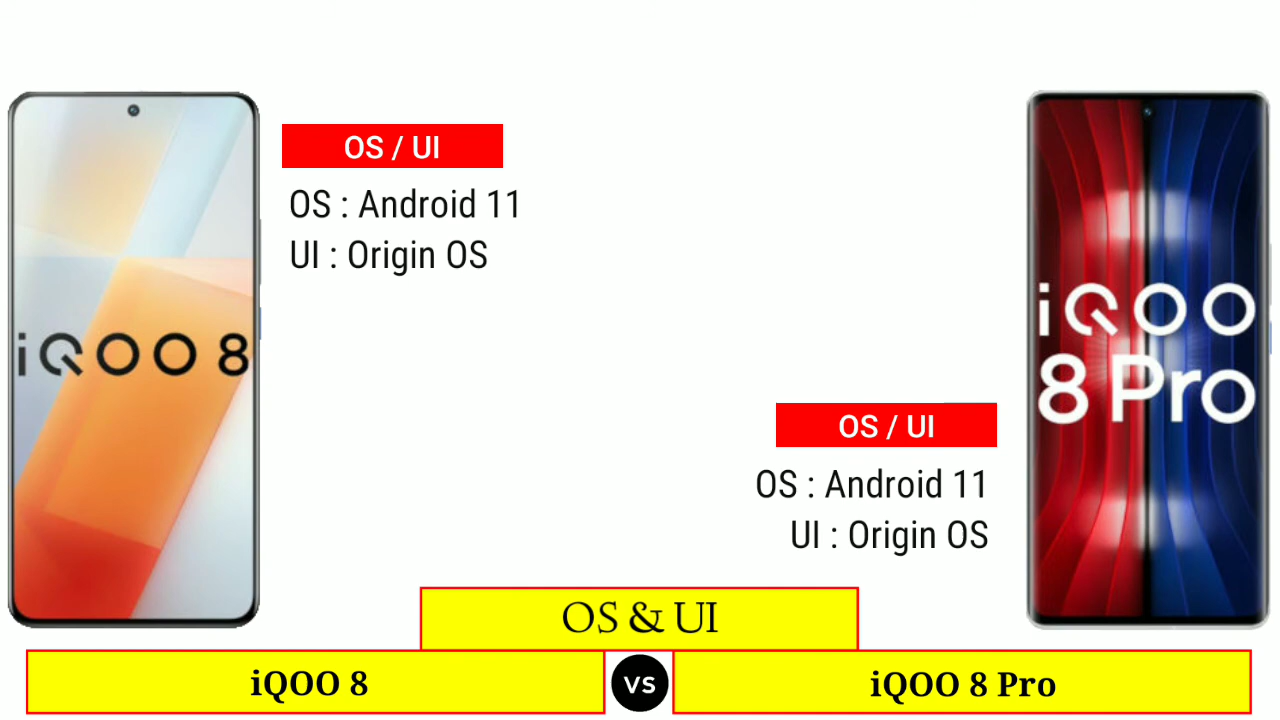 OS / UI
OS : Android 11
UI : Origin OS
iQOO 8
iQOO
8 Pro
OS / UI
OS : Android 11
UI : Origin OS
OS & UI
iQOO 8
VS
iQOO 8 Pro